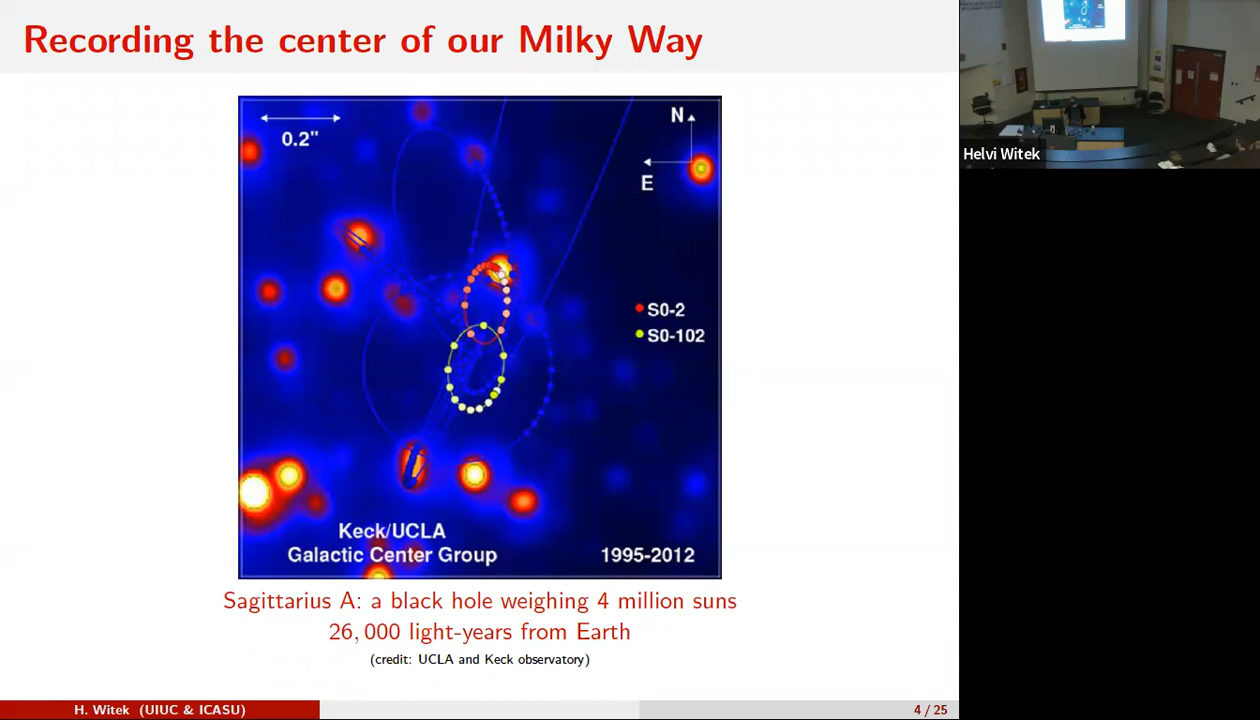 Recording the center of our Milky Way
0.2"
N
E
S0-2
S0-102
Keck/UCLA
Galactic Center Group
1995-2012
Sagittarius A: a black hole weighing 4 million suns
26, 000 light-years from Earth
(credit: UCLA and Keck observatory)
H. Witek (UIUC & ICASU)
4 / 25
Helvi Witek